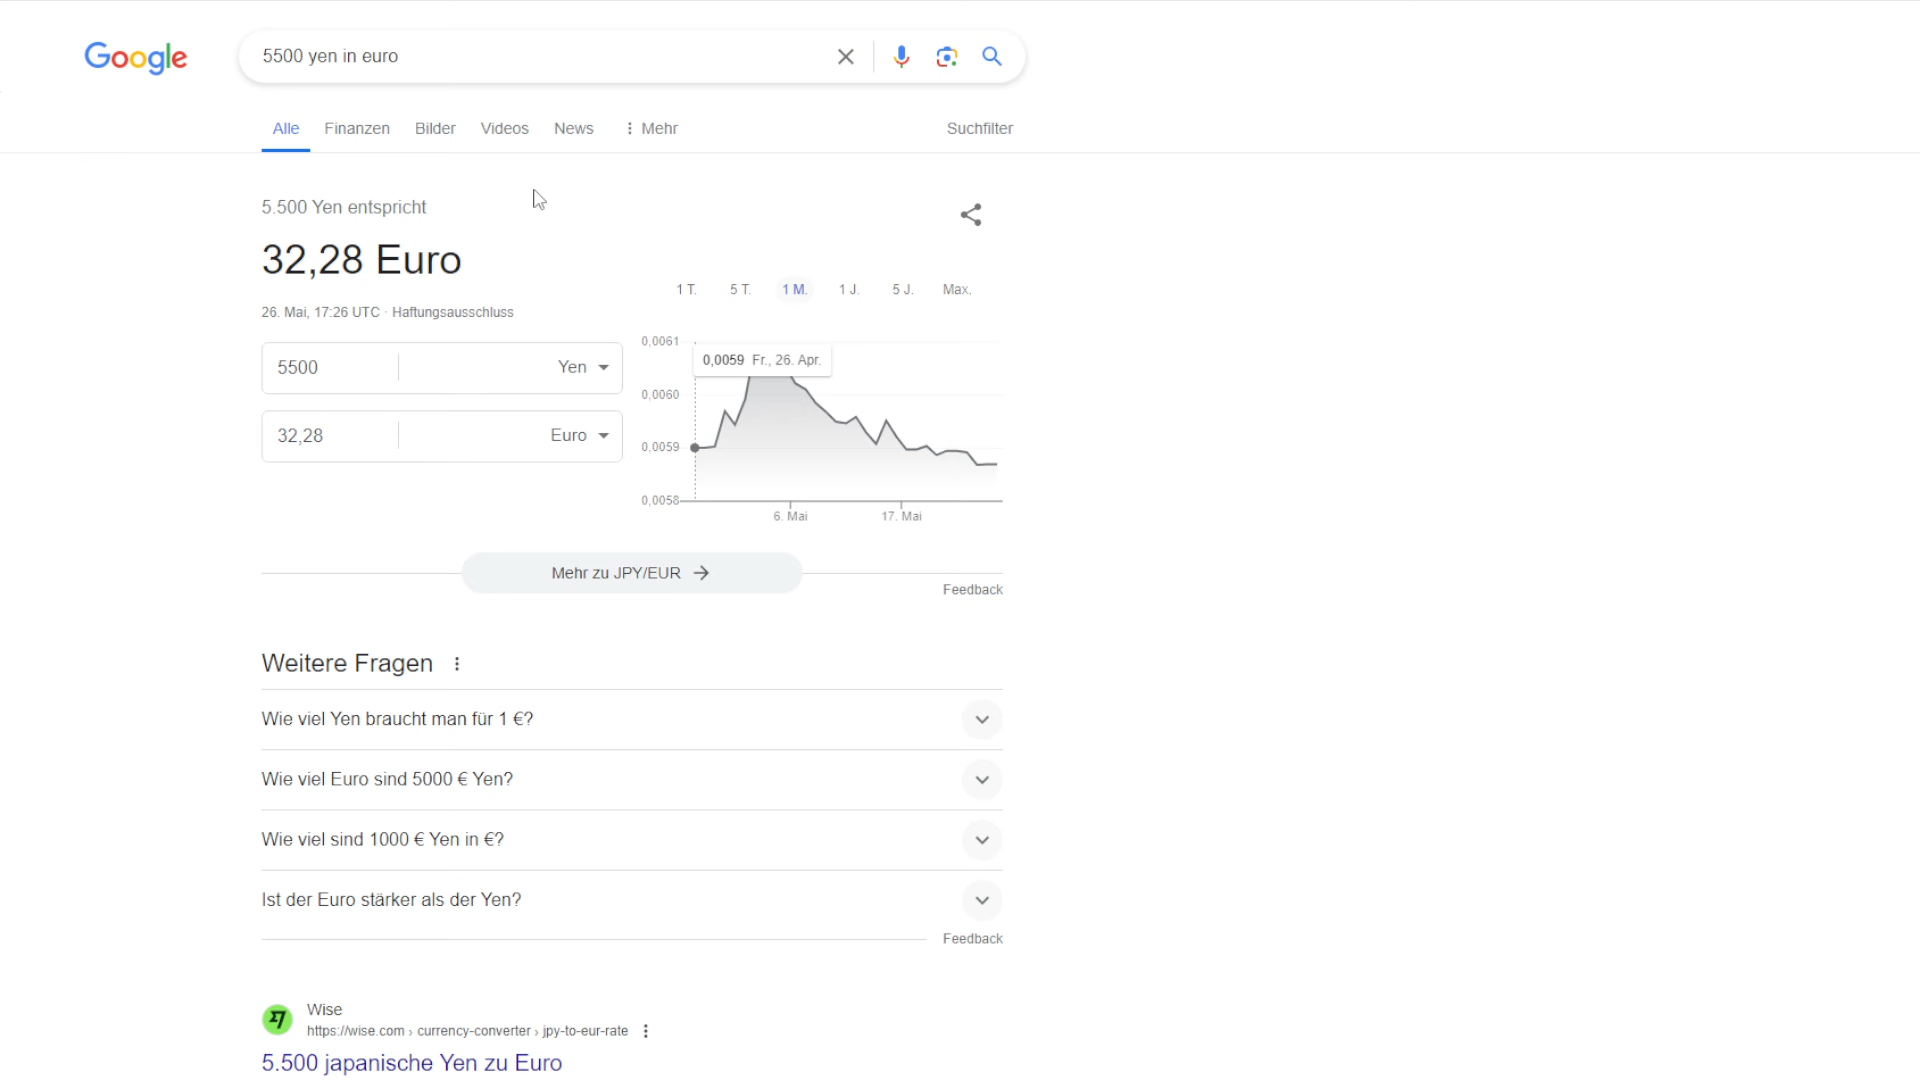 Google
5500 yen in euro
Alle Finanzen Bilder Videos News Mehr Suchfilter
5.500 Yen entspricht
32,28 Euro
26. Mai, 17:26 UTC · Haftungsausschluss
1 T. 5 T. 1 M. 1 J. 5 J. Max.
5500 Yen
32,28 Euro
0,0061
0,0059 Fr., 26. Apr.
0,0060
0,0059
0,0058
6. Mai 17. Mai
Mehr zu JPY/EUR
Feedback
Weitere Fragen
Wie viel Yen braucht man für 1 €?
Wie viel Euro sind 5000 € Yen?
Wie viel sind 1000 € Yen in €?
Ist der Euro stärker als der Yen?
Feedback
Wise
https://wise.com › currency-converter › jpy-to-eur-rate
5.500 japanische Yen zu Euro